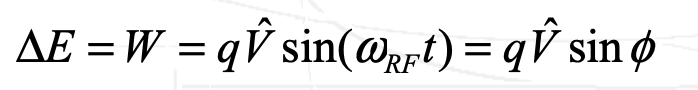 ΔE = W = qV̂ sin(ω_RF t) = qV̂ sin ϕ